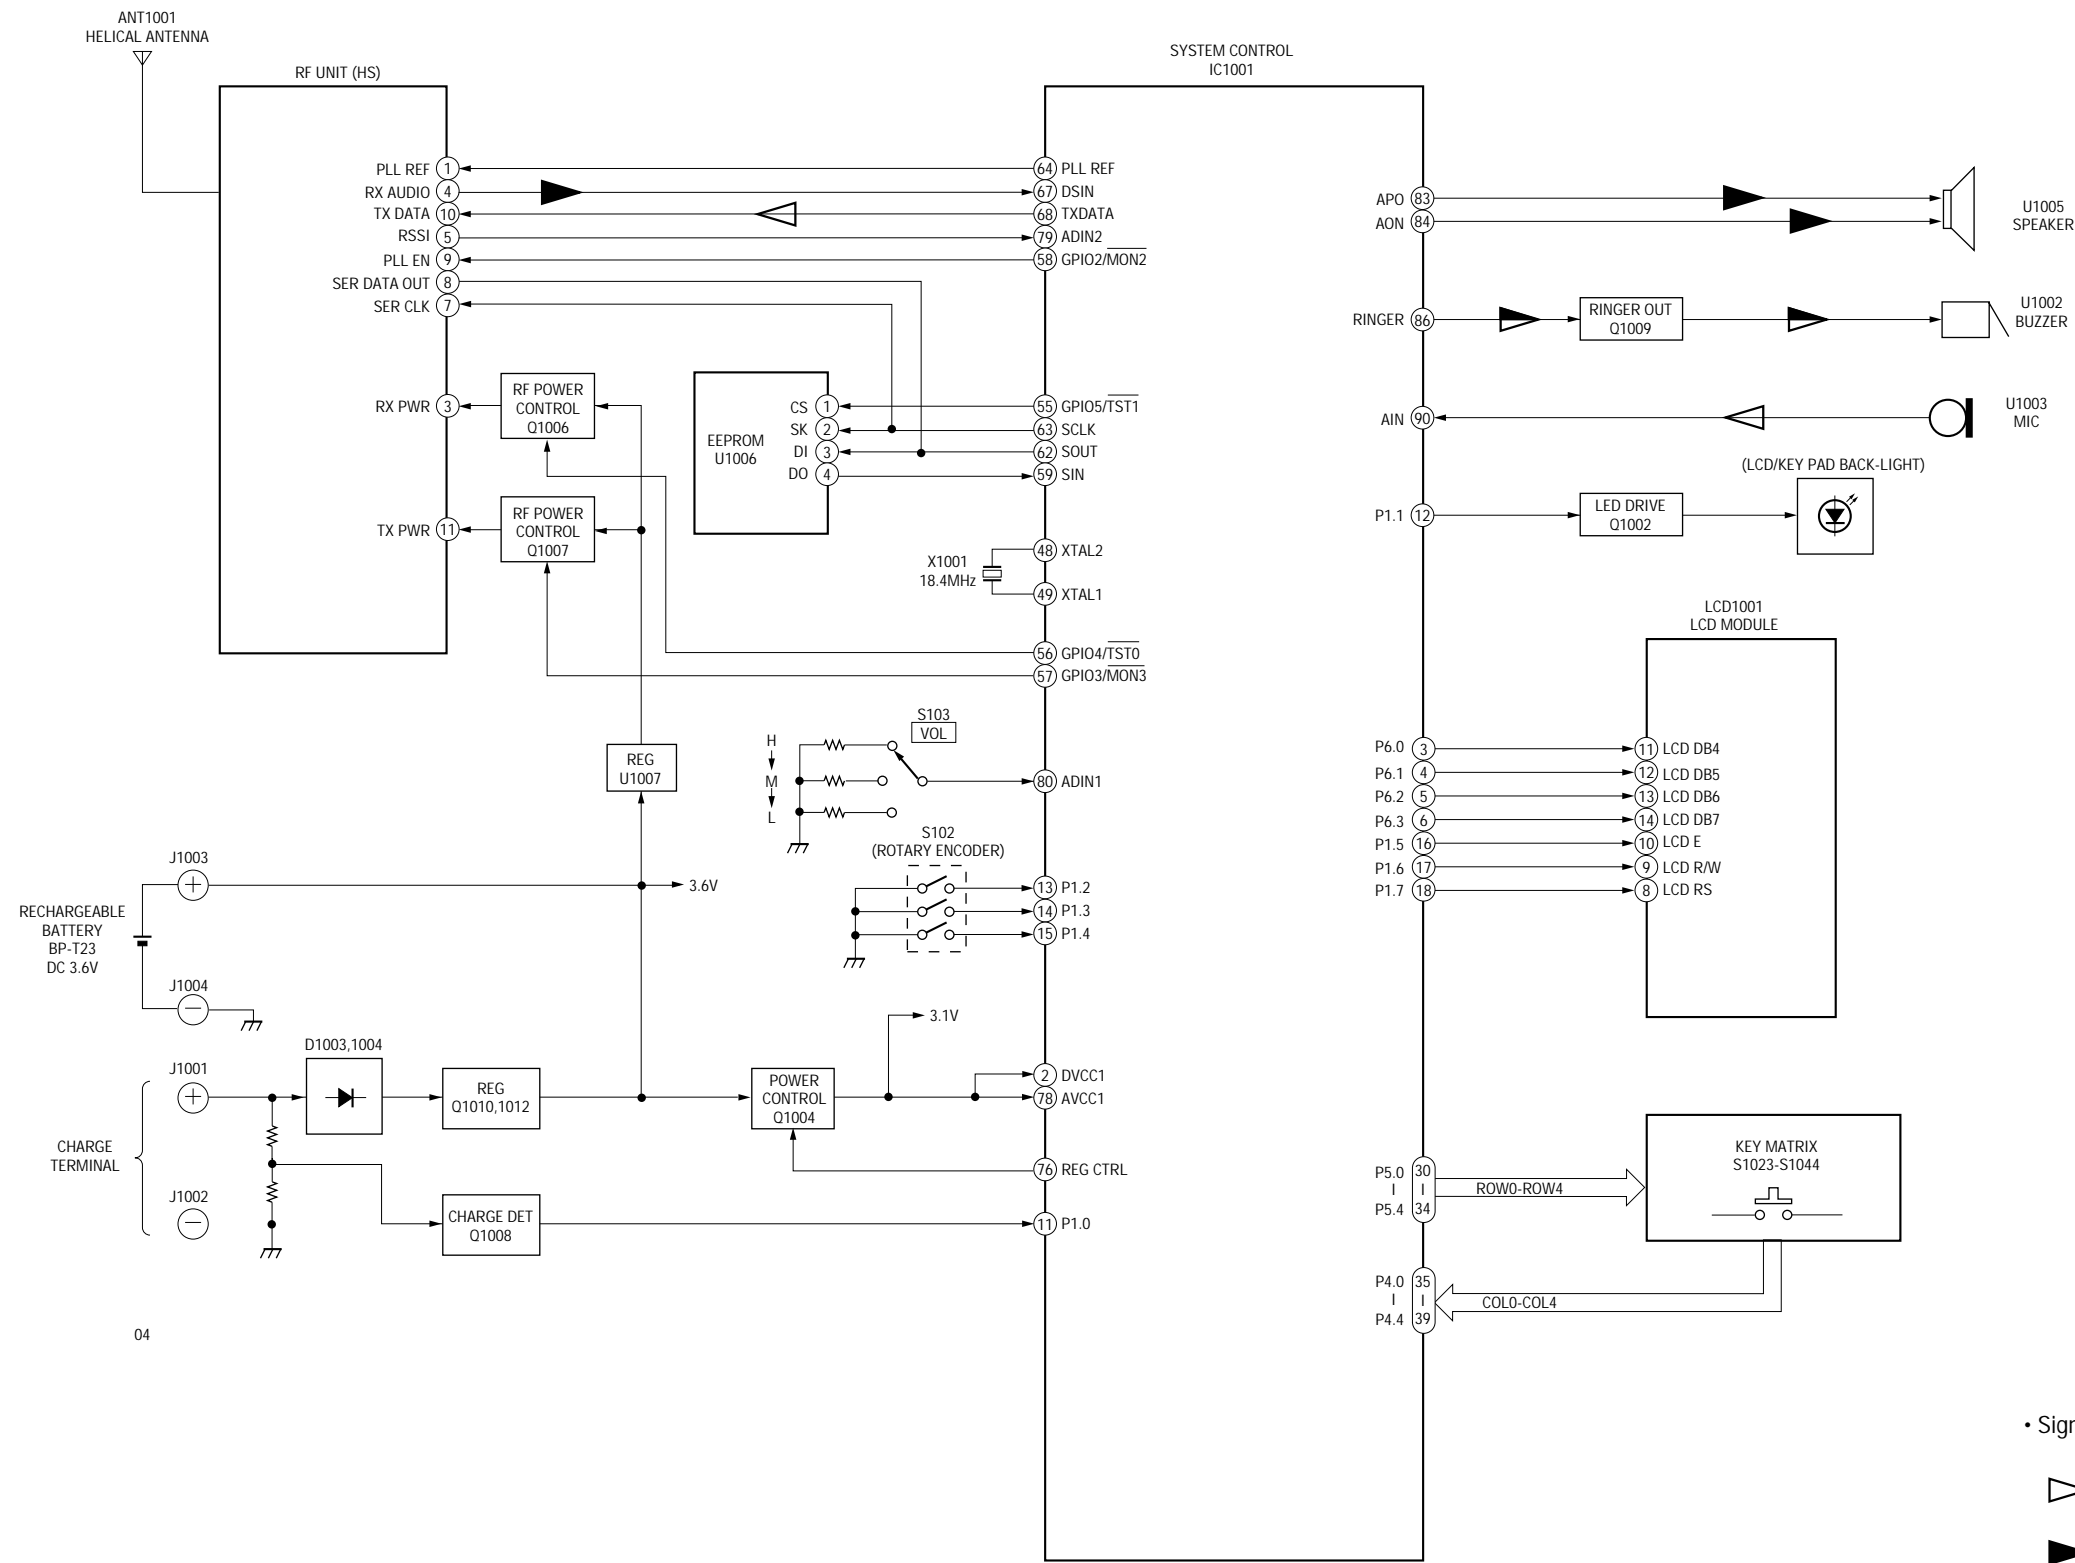 ANT1001
HELICAL ANTENNA
RF UNIT (HS)
SYSTEM CONTROL
IC1001
PLL REF 1
RX AUDIO 4
TX DATA 10
RSSI 5
PLL EN 9
SER DATA OUT 8
SER CLK 7
RX PWR 3
TX PWR 11
RF POWER
CONTROL
Q1006
RF POWER
CONTROL
Q1007
EEPROM
U1006
CS 1
SK 2
DI 3
DO 4
X1001
18.4MHz
64 PLL REF
67 DSIN
68 TXDATA
79 ADIN2
58 GPIO2/MON2
55 GPIO5/TST1
63 SCLK
62 SOUT
59 SIN
48 XTAL2
49 XTAL1
56 GPIO4/TST0
57 GPIO3/MON3
S103
VOL
H
M
L
80 ADIN1
REG
U1007
S102
(ROTARY ENCODER)
13 P1.2
14 P1.3
15 P1.4
J1003
3.6V
RECHARGEABLE
BATTERY
BP-T23
DC 3.6V
J1004
3.1V
D1003,1004
J1001
REG
Q1010,1012
POWER
CONTROL
Q1004
2 DVCC1
78 AVCC1
CHARGE
TERMINAL
76 REG CTRL
J1002
CHARGE DET
Q1008
11 P1.0
04
APO 83
AON 84
U1005
SPEAKER
RINGER 86
RINGER OUT
Q1009
U1002
BUZZER
AIN 90
U1003
MIC
(LCD/KEY PAD BACK-LIGHT)
P1.1 12
LED DRIVE
Q1002
LCD1001
LCD MODULE
P6.0 3
11 LCD DB4
P6.1 4
12 LCD DB5
P6.2 5
13 LCD DB6
P6.3 6
14 LCD DB7
P1.5 16
10 LCD E
P1.6 17
9 LCD R/W
P1.7 18
8 LCD RS
KEY MATRIX
S1023-S1044
P5.0 30
ROW0-ROW4
P5.4 34
P4.0 35
COL0-COL4
P4.4 39